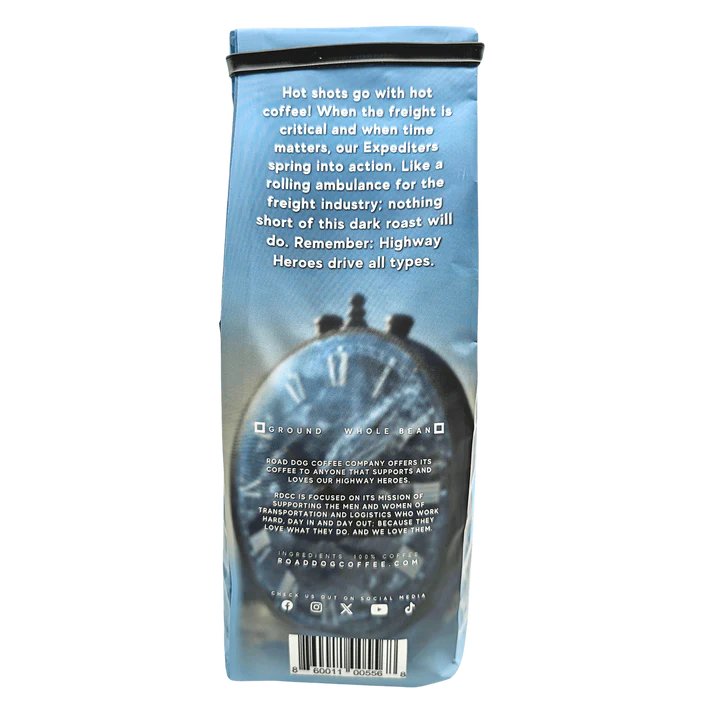 Hot shots go with hot
coffee! When the freight is
critical and when time
matters, our Expediters
spring into action. Like a
rolling ambulance for the
freight industry; nothing
short of this dark roast will
do. Remember: Highway
Heroes drive all types.
GROUND WHOLE BEAN
ROAD DOG COFFEE COMPANY OFFERS ITS
COFFEE TO ANYONE THAT SUPPORTS AND
LOVES OUR HIGHWAY HEROES.
RDCC IS FOCUSED ON ITS MISSION OF
SUPPORTING THE MEN AND WOMEN OF
TRANSPORTATION AND LOGISTICS WHO WORK
HARD, DAY IN AND DAY OUT; BECAUSE THEY
LOVE WHAT THEY DO, AND WE LOVE THEM.
INGREDIENTS 100% COFFEE
ROADDOGCOFFEE.COM
CHECK US OUT ON SOCIAL MEDIA
8 60011 00556 8